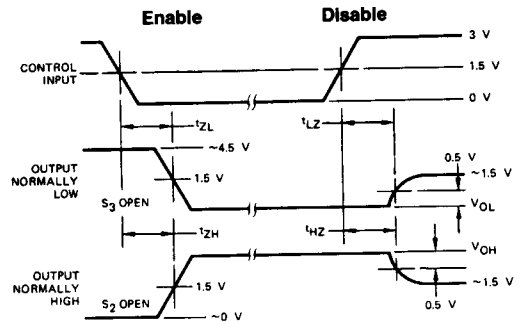 Enable
Disable
3 V
CONTROL
INPUT
1.5 V
0 V
tZL
tLZ
~4.5 V
0.5 V
OUTPUT
NORMALLY
LOW
1.5 V
~1.5 V
S3 OPEN
VOL
tZH
tHZ
VOH
OUTPUT
NORMALLY
HIGH
S2 OPEN
1.5 V
~1.5 V
0.5 V
~0 V